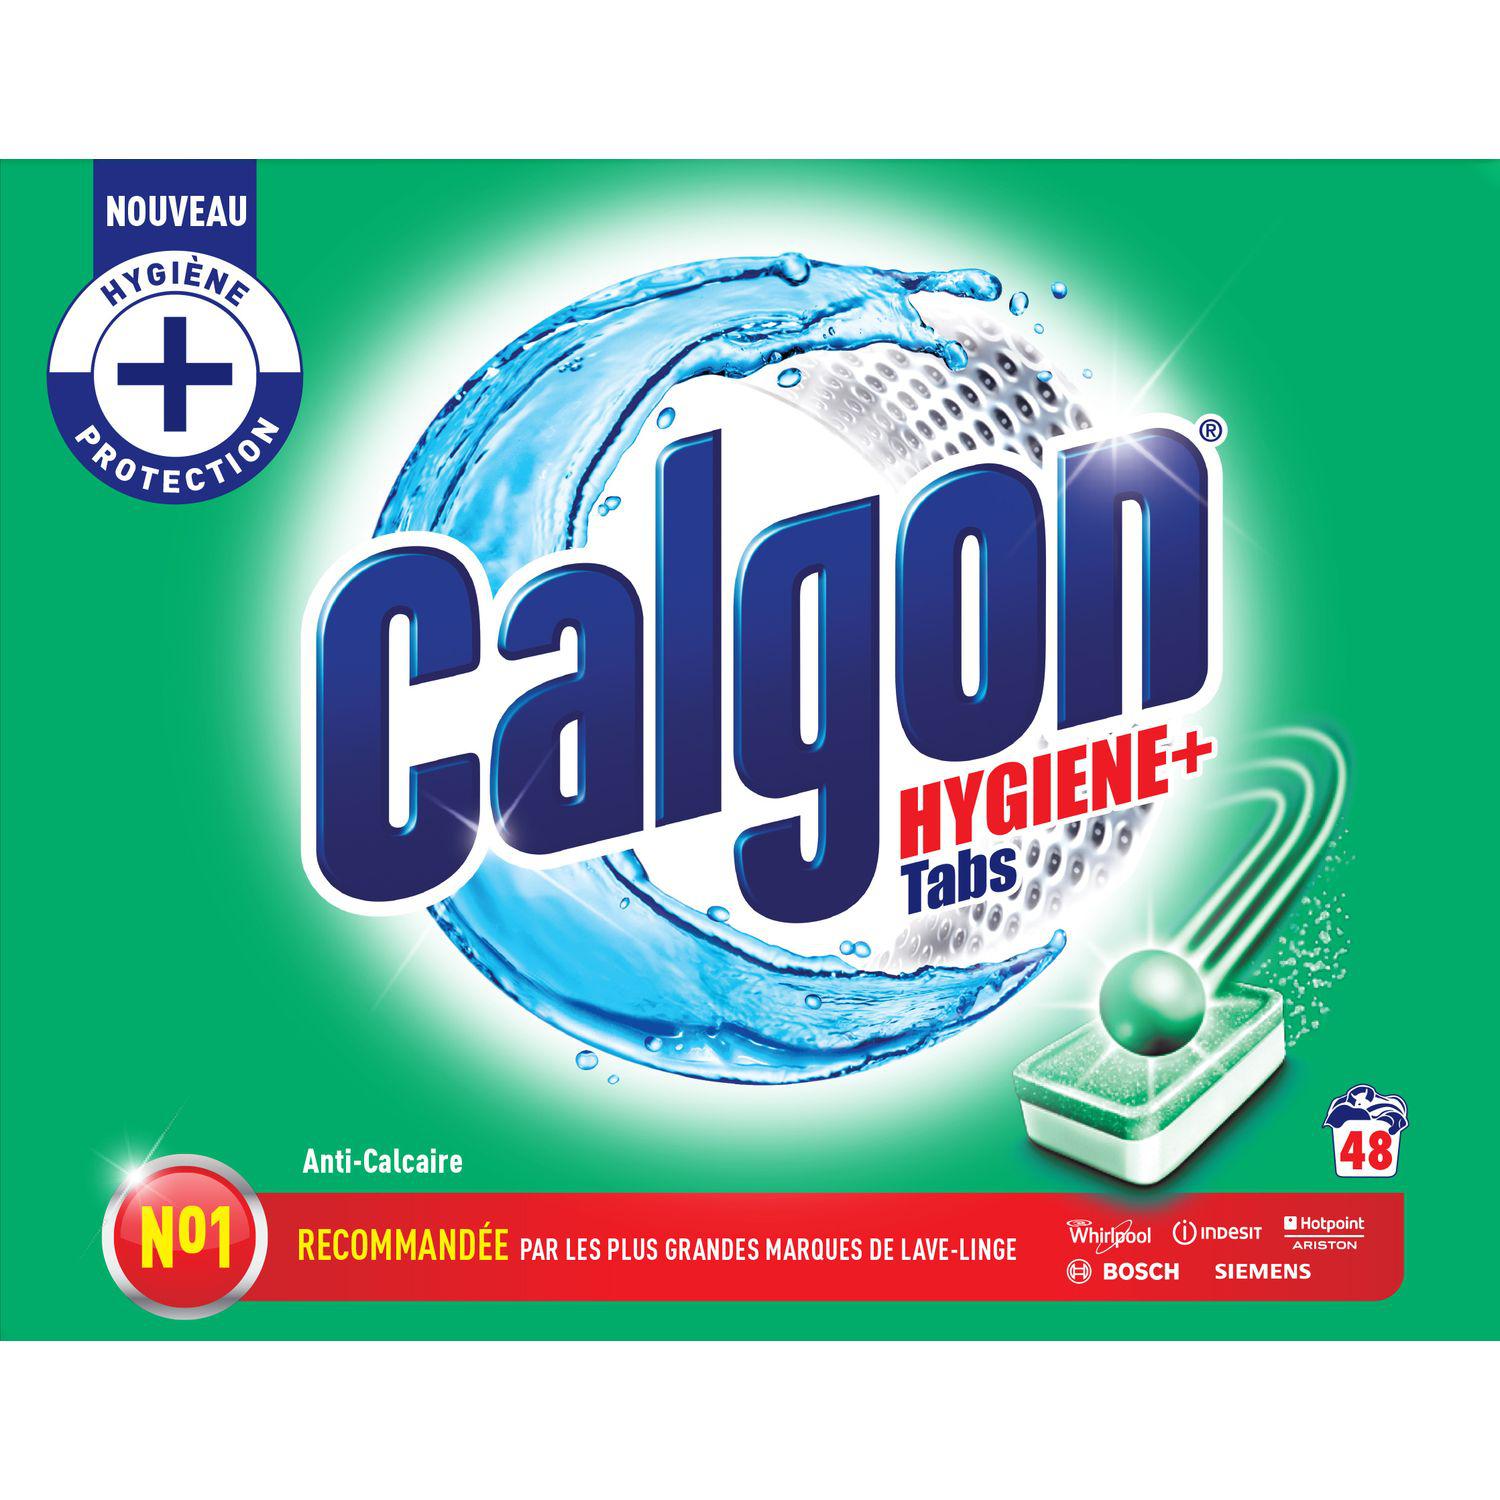 NOUVEAU
HYGIÈNE
PROTECTION
Calgon®
HYGIENE+
Tabs
48
Anti-Calcaire
Nº1
RECOMMANDÉE PAR LES PLUS GRANDES MARQUES DE LAVE-LINGE
Whirlpool
INDESIT
Hotpoint
ARISTON
BOSCH
SIEMENS